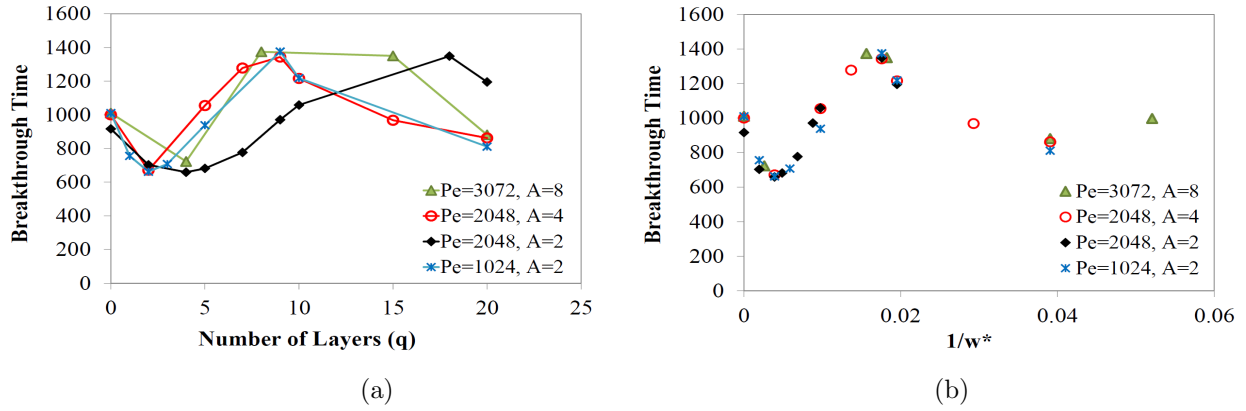 1600
1400
1200
1000
800
600
400
200
0
Breakthrough Time
0 5 10 15 20
Number of Layers (q)
Pe=3072, A=8
Pe=2048, A=4
Pe=2048, A=2
Pe=1024, A=2
(a)
1600
1400
1200
1000
800
600
400
200
0
Breakthrough Time
0 0.02 0.04 0.06
1/w*
Pe=3072, A=8
Pe=2048, A=4
Pe=2048, A=2
Pe=1024, A=2
(b)